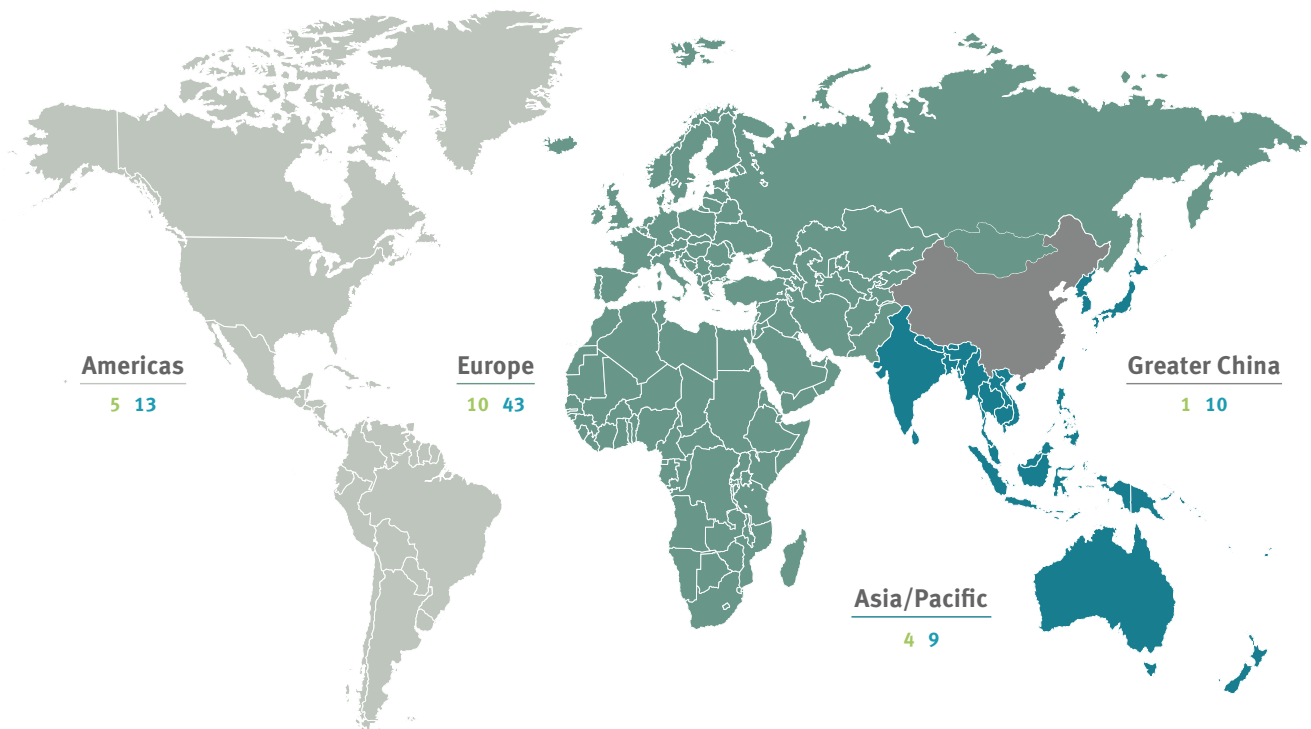 Americas
5 13
Europe
10 43
Greater China
1 10
Asia/Pacific
4 9